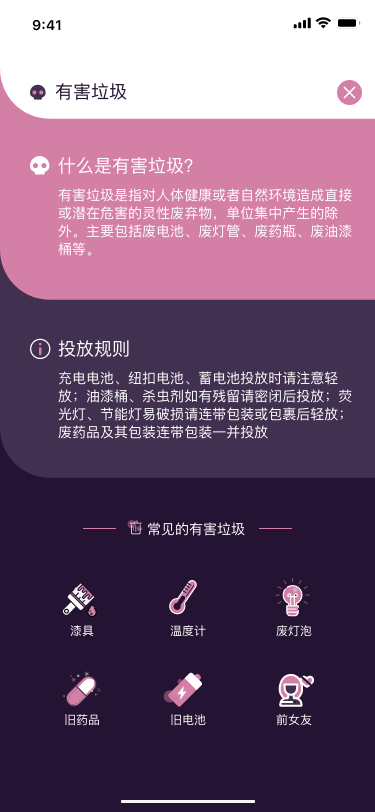 9:41
有害垃圾
什么是有害垃圾?
有害垃圾是指对人体健康或者自然环境造成直接
或潜在危害的灵性废弃物，单位集中产生的除
外。主要包括废电池、废灯管、废药瓶、废油漆
桶等。
投放规则
充电电池、纽扣电池、蓄电池投放时请注意轻
放；油漆桶、杀虫剂如有残留请密闭后投放；荧
光灯、节能灯易破损请连带包装或包裹后轻放；
废药品及其包装连带包装一并投放
常见的有害垃圾
漆具
温度计
废灯泡
旧药品
旧电池
前女友